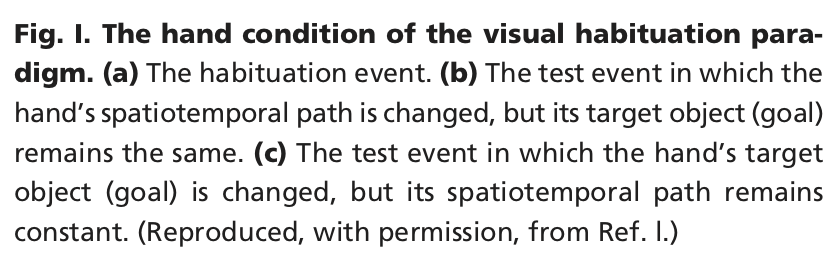 Fig. I. The hand condition of the visual habituation para-
digm. (a) The habituation event. (b) The test event in which the
hand's spatiotemporal path is changed, but its target object (goal)
remains the same. (c) The test event in which the hand's target
object (goal) is changed, but its spatiotemporal path remains
constant. (Reproduced, with permission, from Ref. l.)